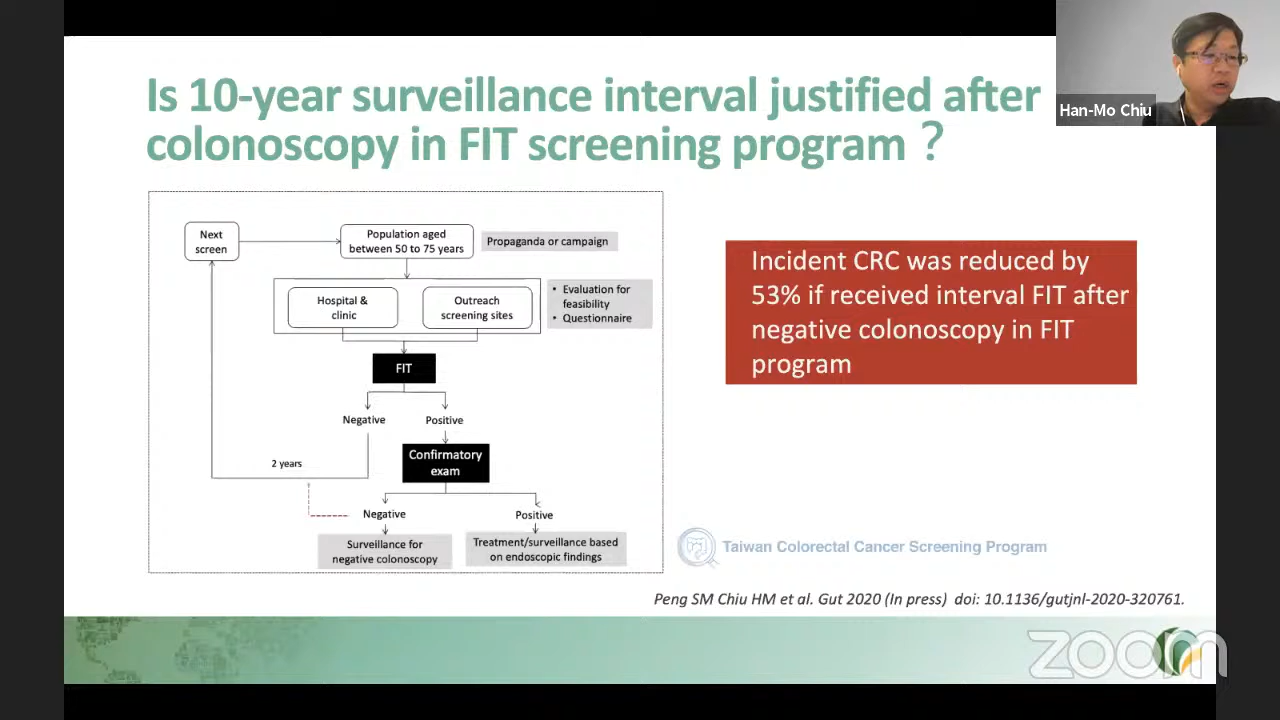 Is 10-year surveillance interval justified after
colonoscopy in FIT screening program ?
Han-Mo Chiu
Next
screen
Population aged
between 50 to 75 years
Propaganda or campaign
Hospital &
clinic
Outreach
screening sites
• Evaluation for
feasibility
• Questionnaire
FIT
Negative
Positive
Confirmatory
exam
2 years
Negative
Positive
Surveillance for
negative colonoscopy
Treatment/surveillance based
on endoscopic findings
Incident CRC was reduced by
53% if received interval FIT after
negative colonoscopy in FIT
program
Taiwan Colorectal Cancer Screening Program
Peng SM Chiu HM et al. Gut 2020 (In press) doi: 10.1136/gutjnl-2020-320761.
zoom